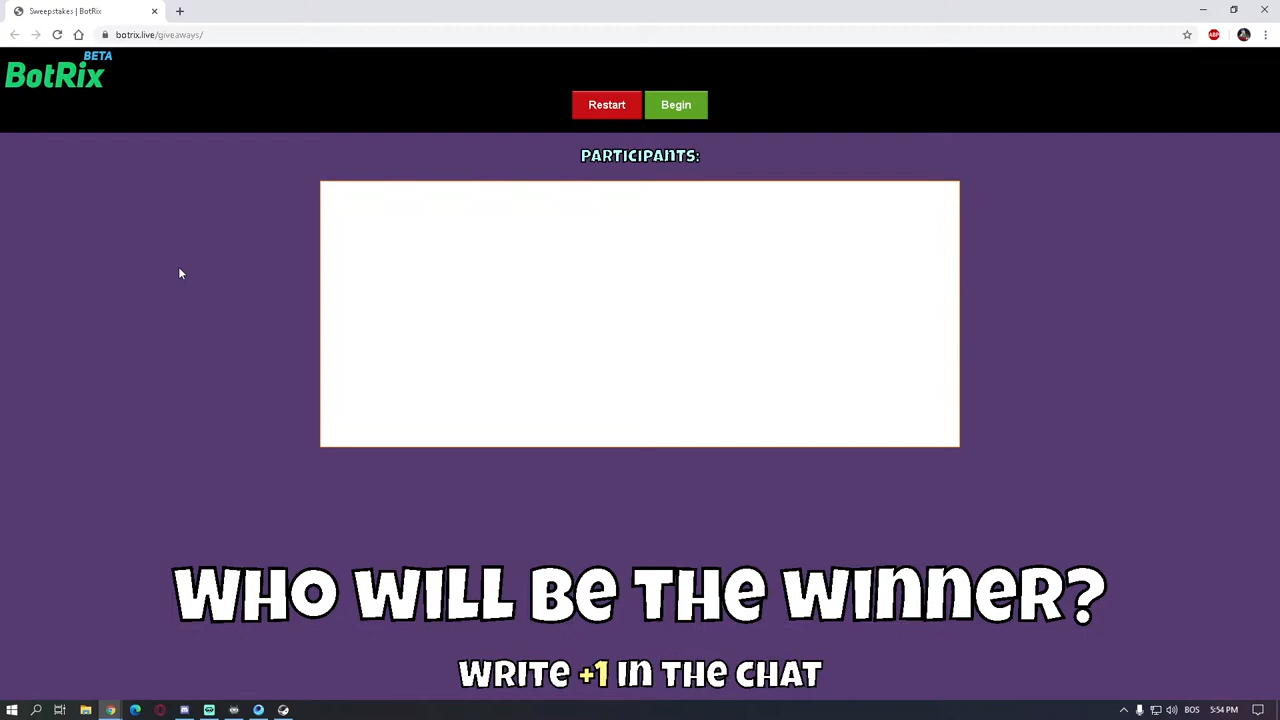 Sweepstakes | BotRix
botrix.live/giveaways/
ABP
BETA
BotRix
Restart
Begin
PARTICIPANTS:
WHO WILL BE THE WINNER?
WRITE +1 IN THE CHAT
BOS
5:54 PM